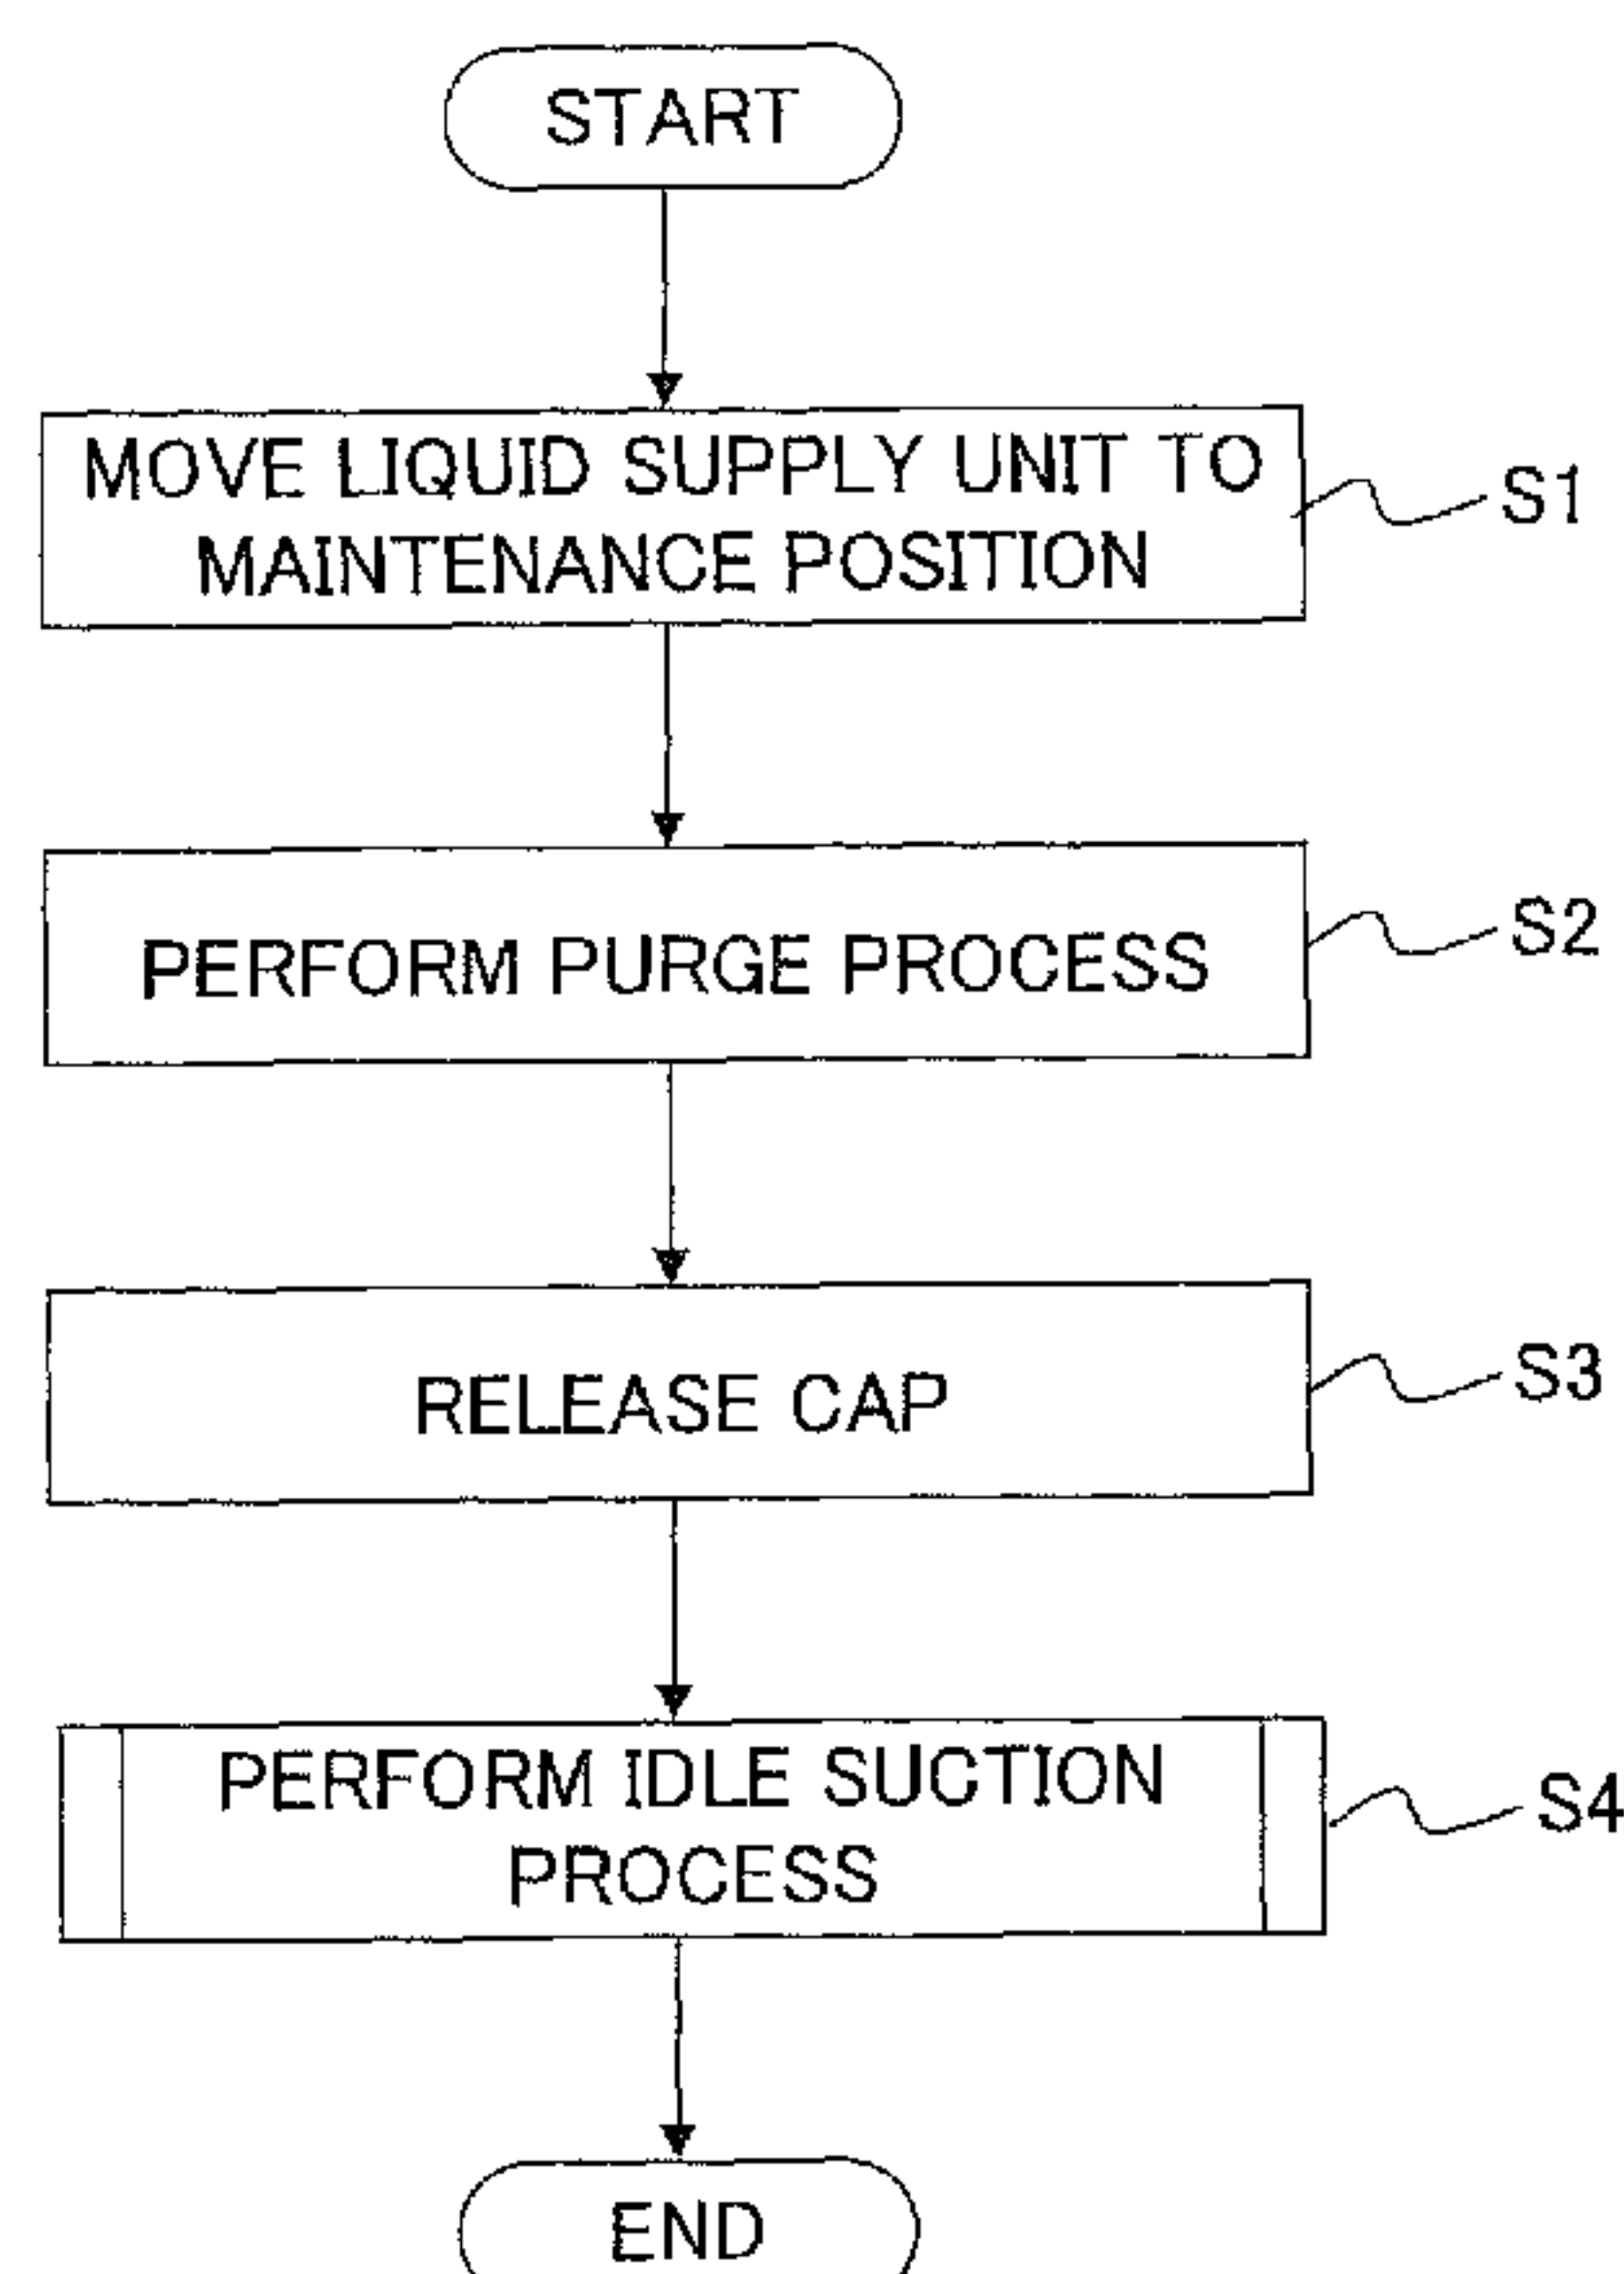 START
MOVE LIQUID SUPPLY UNIT TO
MAINTENANCE POSITION
S1
PERFORM PURGE PROCESS
S2
RELEASE CAP
S3
PERFORM IDLE SUCTION
PROCESS
S4
END